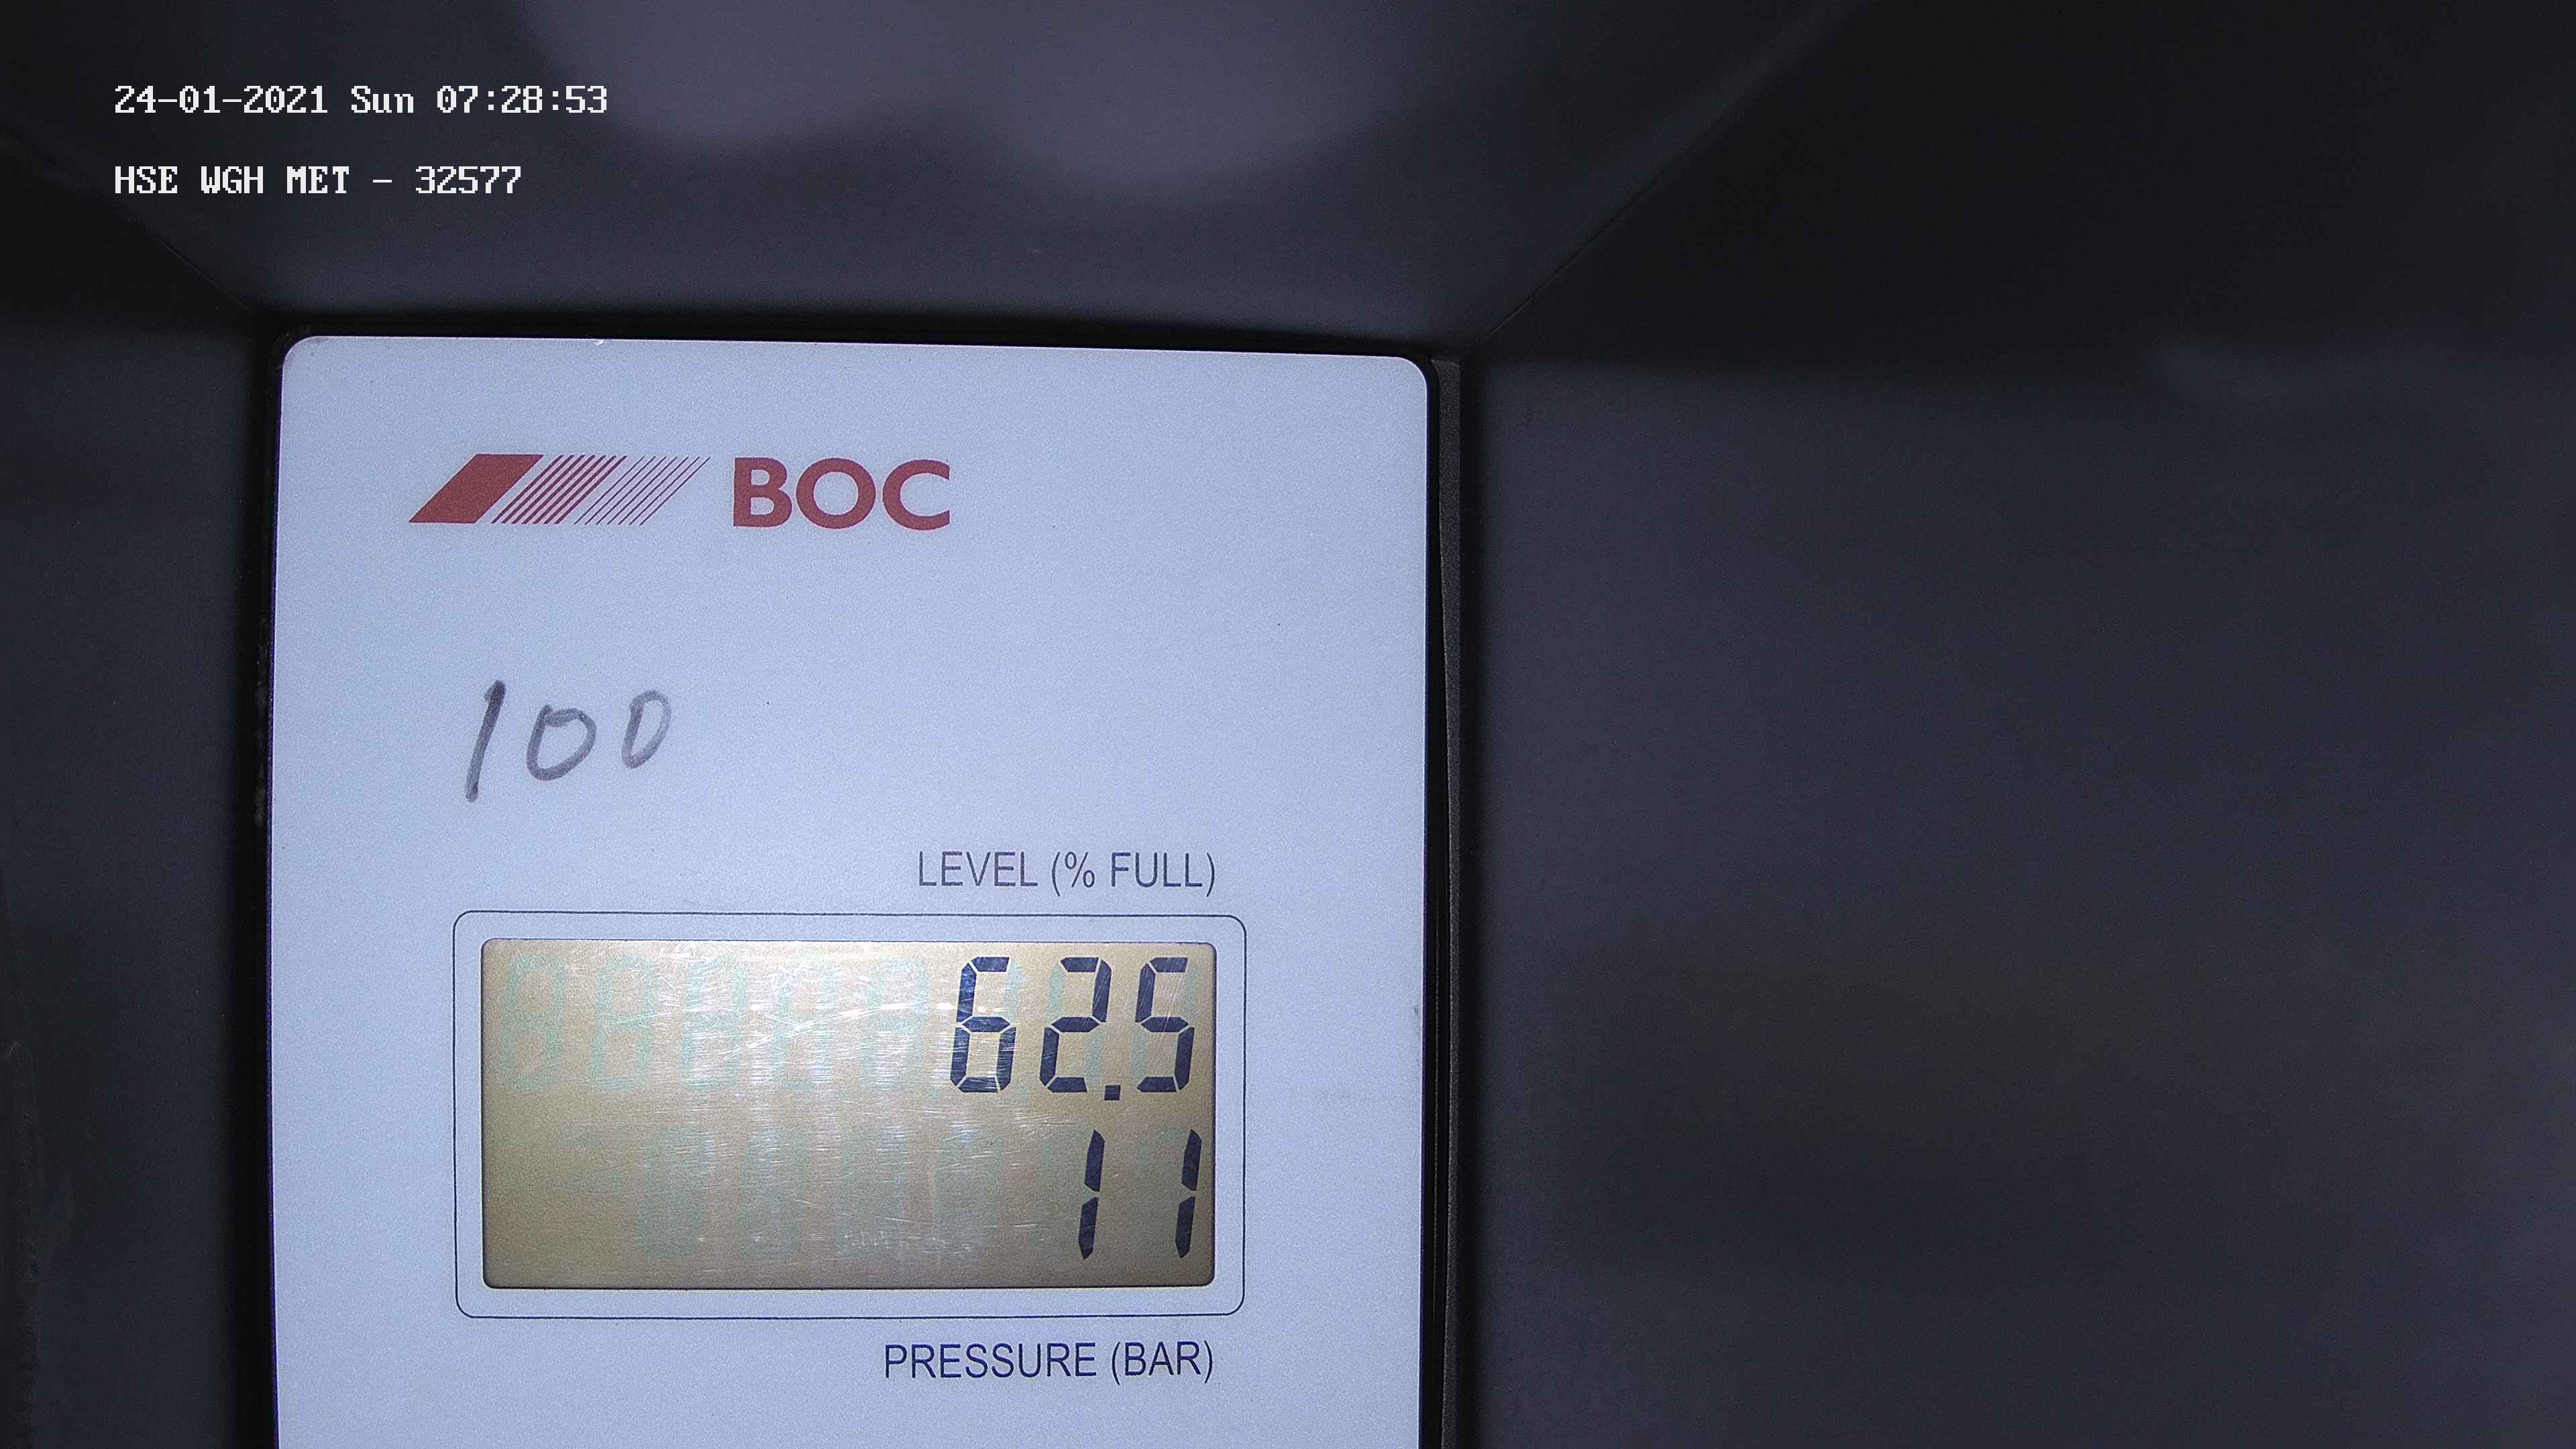 24-01-2021 Sun 07:28:53
HSE WGH MET - 32577
BOC
100
LEVEL (% FULL)
62.5
11
PRESSURE (BAR)